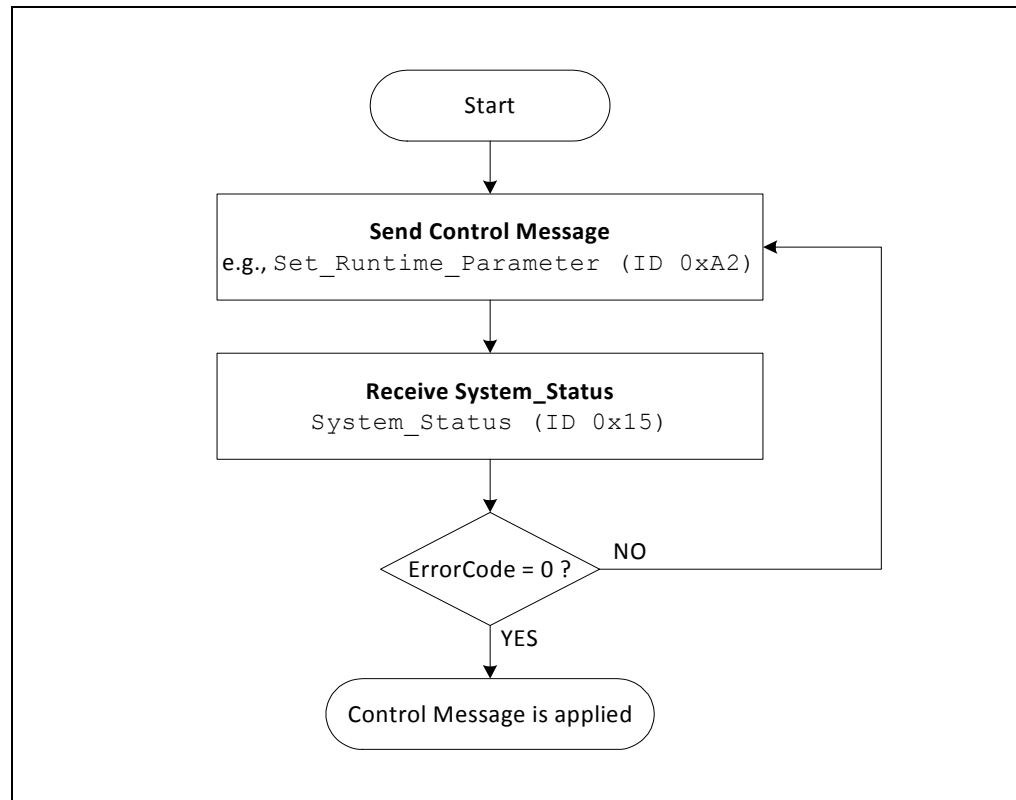 Start
Send Control Message
e.g., Set_Runtime_Parameter (ID 0xA2)
Receive System_Status
System_Status (ID 0x15)
ErrorCode = 0 ?
NO
YES
Control Message is applied